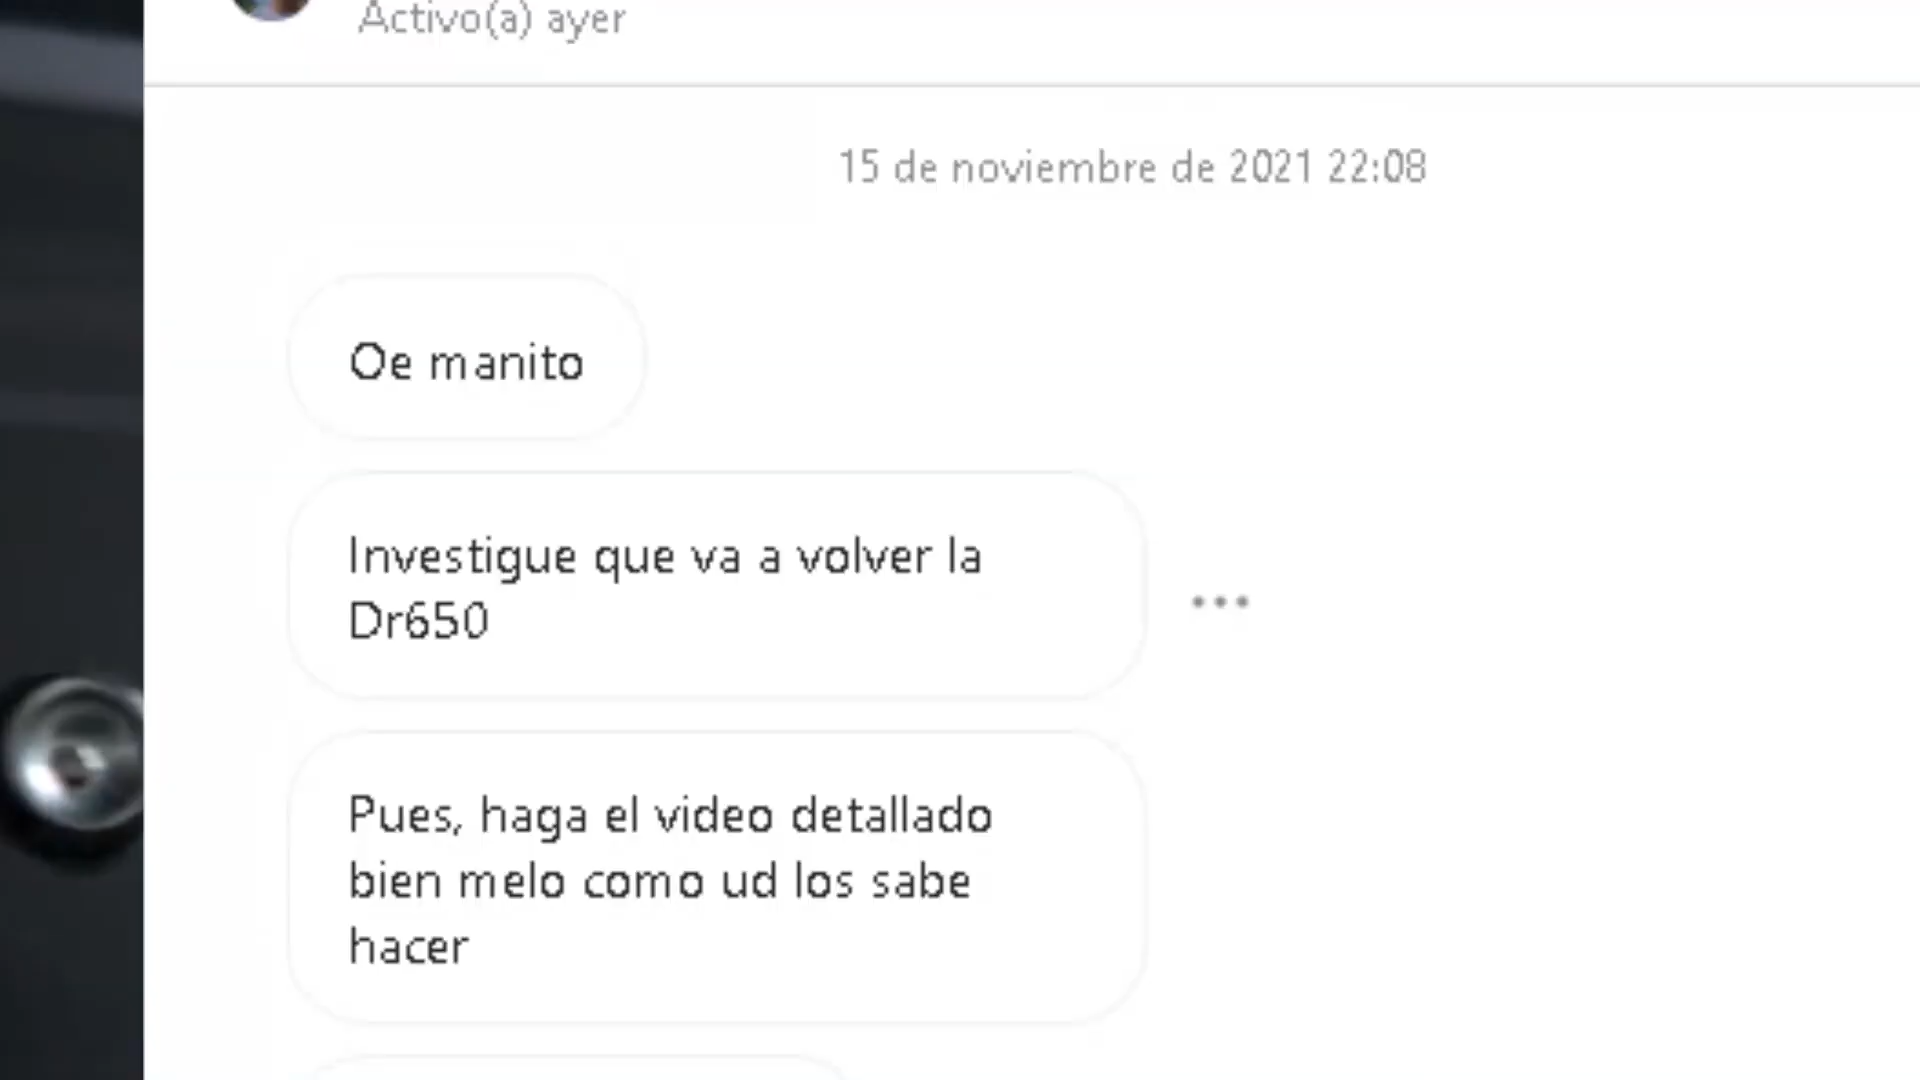 Activo(a) ayer
15 de noviembre de 2021 22:08
Oe manito
Investigue que va a volver la
Dr650
Pues, haga el video detallado
bien melo como ud los sabe
hacer